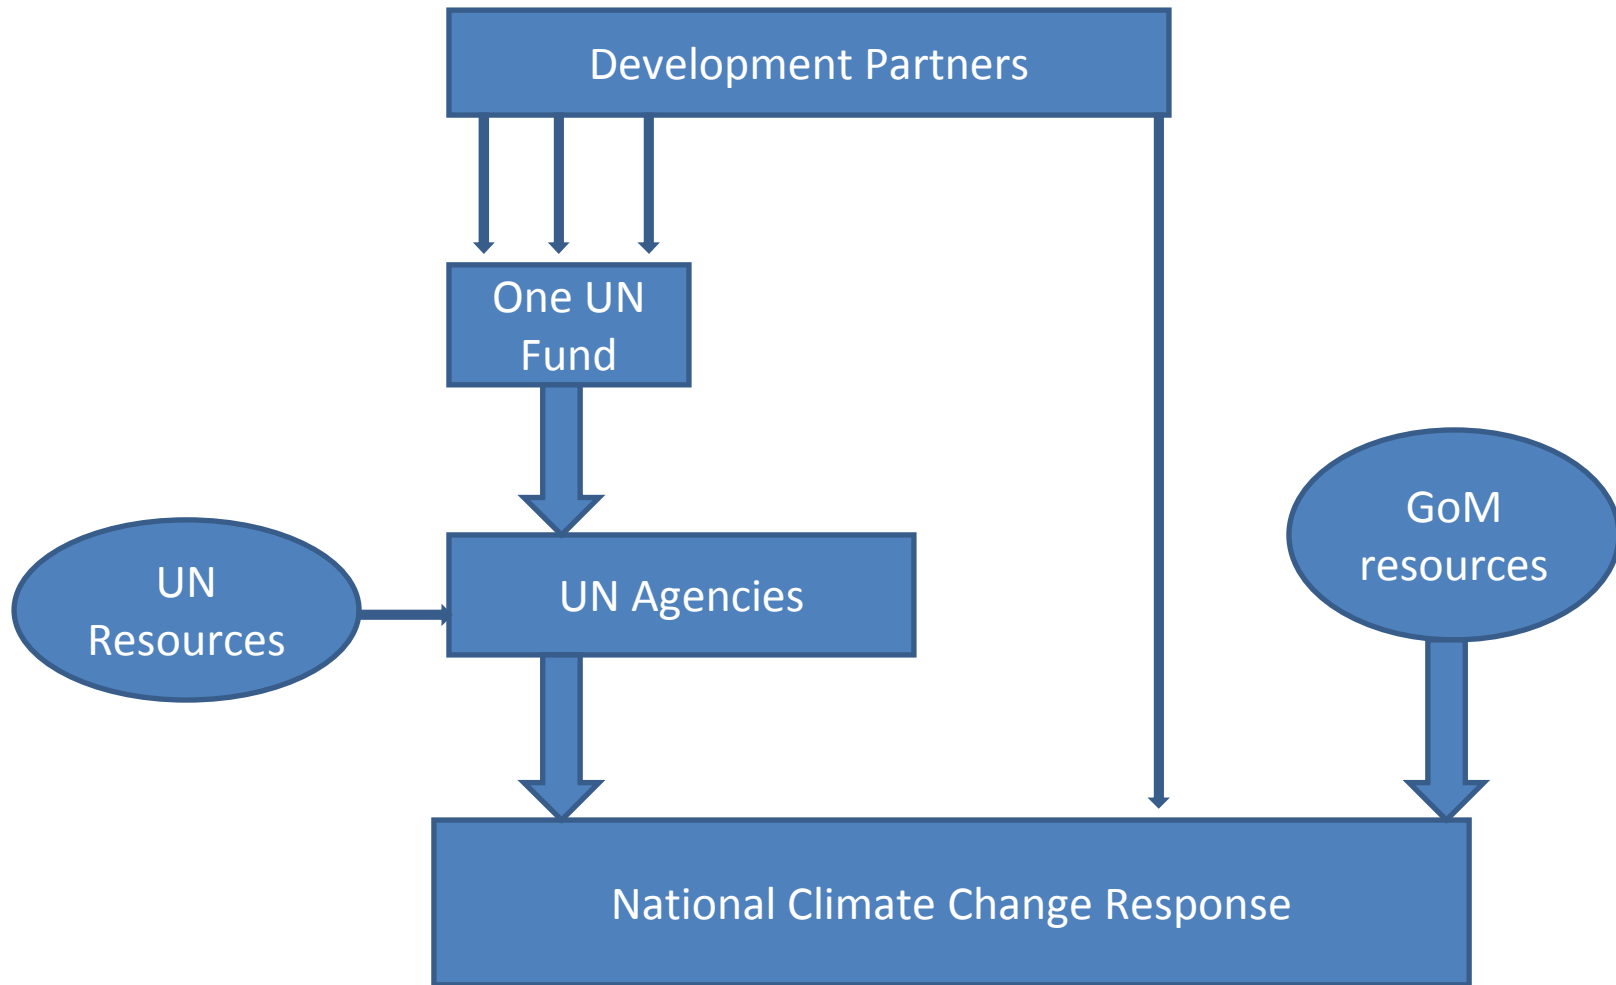 Development Partners
One UN
Fund
GoM
resources
UN
Resources
UN Agencies
National Climate Change Response